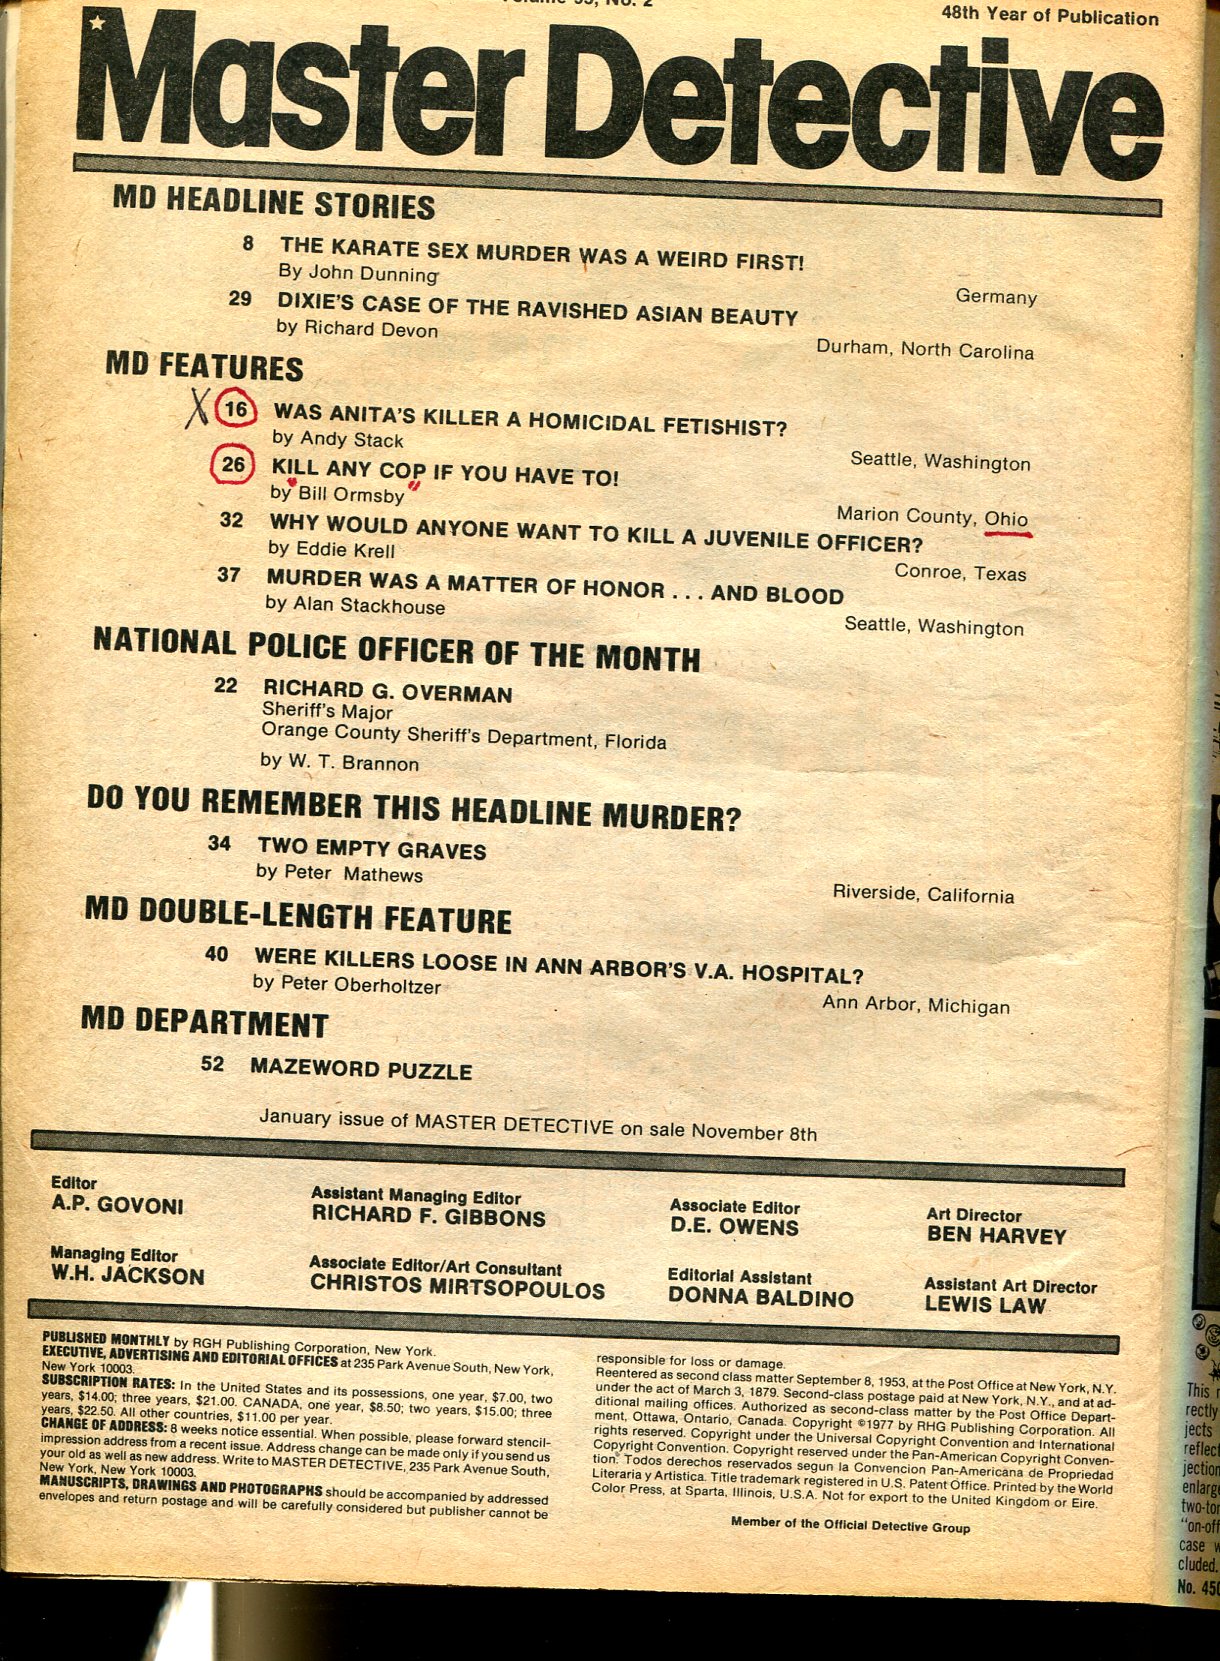 48th Year of Publication
Master Detective
MD HEADLINE STORIES
8 THE KARATE SEX MURDER WAS A WEIRD FIRST!
By John Dunning
Germany
29 DIXIE'S CASE OF THE RAVISHED ASIAN BEAUTY
by Richard Devon
Durham, North Carolina
MD FEATURES
X 16 WAS ANITA'S KILLER A HOMICIDAL FETISHIST?
by Andy Stack
Seattle, Washington
26 KILL ANY COP IF YOU HAVE TO!
by "Bill Ormsby"
Marion County, Ohio
32 WHY WOULD ANYONE WANT TO KILL A JUVENILE OFFICER?
by Eddie Krell
Conroe, Texas
37 MURDER WAS A MATTER OF HONOR . . . AND BLOOD
by Alan Stackhouse
Seattle, Washington
NATIONAL POLICE OFFICER OF THE MONTH
22 RICHARD G. OVERMAN
Sheriff's Major
Orange County Sheriff's Department, Florida
by W. T. Brannon
DO YOU REMEMBER THIS HEADLINE MURDER?
34 TWO EMPTY GRAVES
by Peter Mathews
Riverside, California
MD DOUBLE-LENGTH FEATURE
40 WERE KILLERS LOOSE IN ANN ARBOR'S V.A. HOSPITAL?
by Peter Oberholtzer
Ann Arbor, Michigan
MD DEPARTMENT
52 MAZEWORD PUZZLE
January issue of MASTER DETECTIVE on sale November 8th
Editor
A.P. GOVONI
Assistant Managing Editor
RICHARD F. GIBBONS
Associate Editor
D.E. OWENS
Art Director
BEN HARVEY
Managing Editor
W.H. JACKSON
Associate Editor/Art Consultant
CHRISTOS MIRTSOPOULOS
Editorial Assistant
DONNA BALDINO
Assistant Art Director
LEWIS LAW
PUBLISHED MONTHLY by RGH Publishing Corporation, New York.
EXECUTIVE, ADVERTISING AND EDITORIAL OFFICES at 235 Park Avenue South, New York,
New York 10003.
SUBSCRIPTION RATES: In the United States and its possessions, one year, $7.00, two
years, $14.00; three years, $21.00. CANADA, one year, $8.50; two years, $15.00; three
years, $22.50. All other countries, $11.00 per year.
CHANGE OF ADDRESS: 8 weeks notice essential. When possible, please forward stencil-
impression address from a recent issue. Address change can be made only if you send us
your old as well as new address. Write to MASTER DETECTIVE, 235 Park Avenue South,
New York, New York 10003.
MANUSCRIPTS, DRAWINGS AND PHOTOGRAPHS should be accompanied by addressed
envelopes and return postage and will be carefully considered but publisher cannot be
responsible for loss or damage.
Reentered as second class matter September 8, 1953, at the Post Office at New York, N.Y.
under the act of March 3, 1879. Second-class postage paid at New York, N.Y., and at ad-
ditional mailing offices. Authorized as second-class matter by the Post Office Depart-
ment, Ottawa, Ontario, Canada. Copyright ©1977 by RHG Publishing Corporation. All
rights reserved. Copyright under the Universal Copyright Convention and International
Copyright Convention. Copyright reserved under the Pan-American Copyright Conven-
tion. Todos derechos reservados segun la Convencion Pan-Americana de Propriedad
Literaria y Artistica. Title trademark registered in U.S. Patent Office. Printed by the World
Color Press, at Sparta, Illinois, U.S.A. Not for export to the United Kingdom or Eire.
Member of the Official Detective Group
This
rectly
jects
reflect
jection
enlarge
two-to
"on-off
case w
cluded.
No. 450